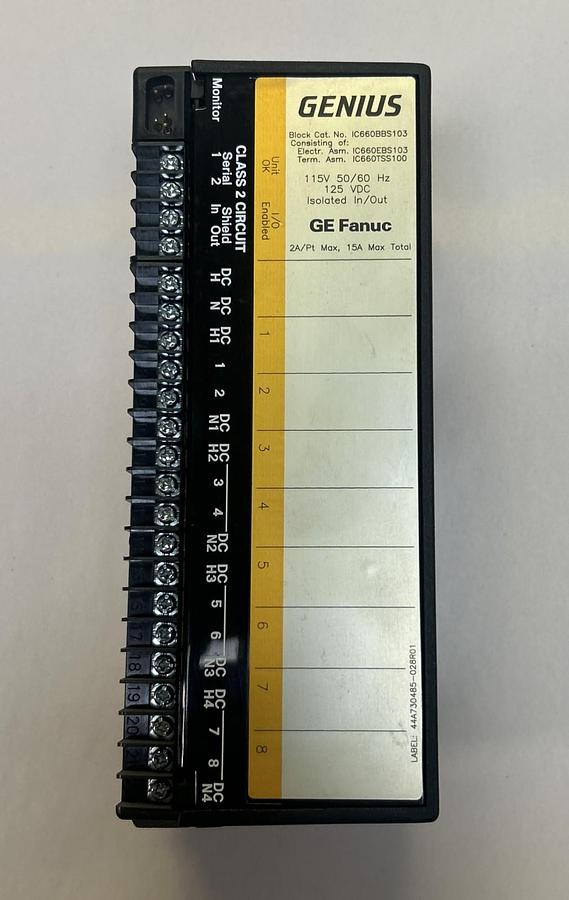 GENIUS
Block Cat. No. IC660BBS103
Consisting of:
Electr. Asm. IC660EBS103
Term. Asm. IC660TSS100
115V 50/60 Hz
125 VDC
Isolated In/Out
GE Fanuc
2A/Pt Max, 15A Max Total
Unit
OK
I/O
Enabled
1
2
3
4
5
6
7
8
LABEL: 44A730485-028R01
Monitor
CLASS 2 CIRCUIT
Serial Shield
1 2 In Out
DC
H
DC
N
DC
H1
1
2
DC
N1
DC
H2
3
4
DC
N2
DC
H3
5
6
DC
N3
DC
H4
7
8
DC
N4
17
18
19
20
21